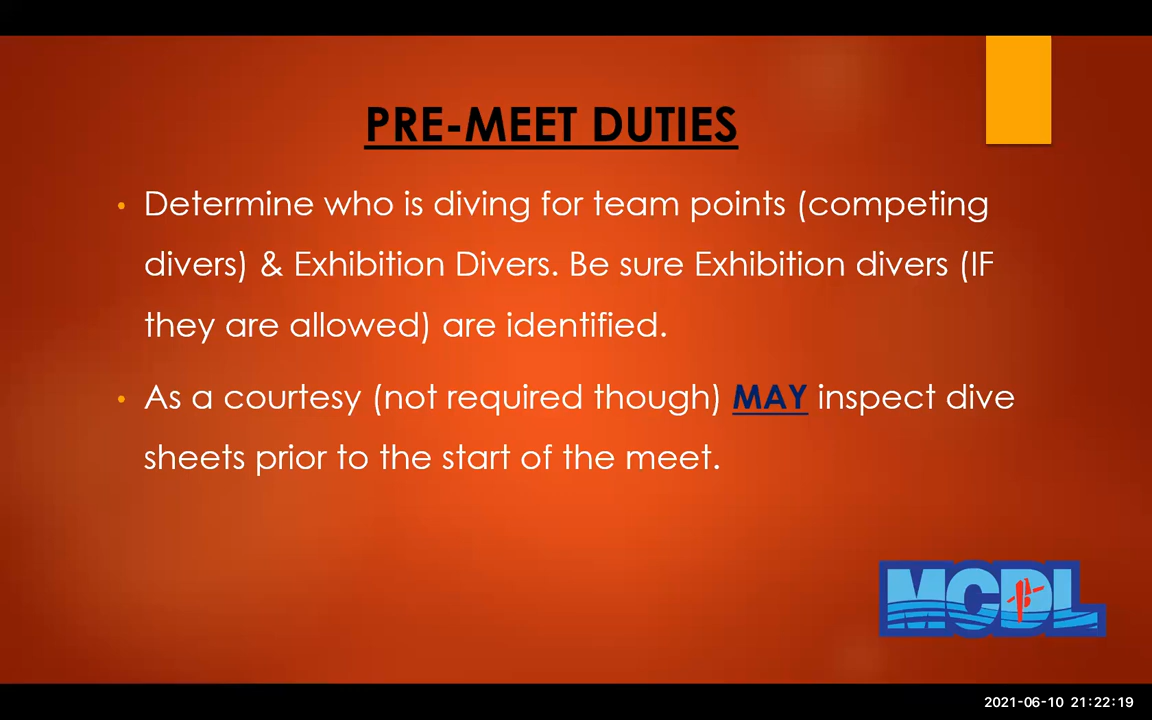 PRE-MEET DUTIES
• Determine who is diving for team points (competing
divers) & Exhibition Divers. Be sure Exhibition divers (IF
they are allowed) are identified.
• As a courtesy (not required though) MAY inspect dive
sheets prior to the start of the meet.
MCDL
2021-06-10 21:22:19